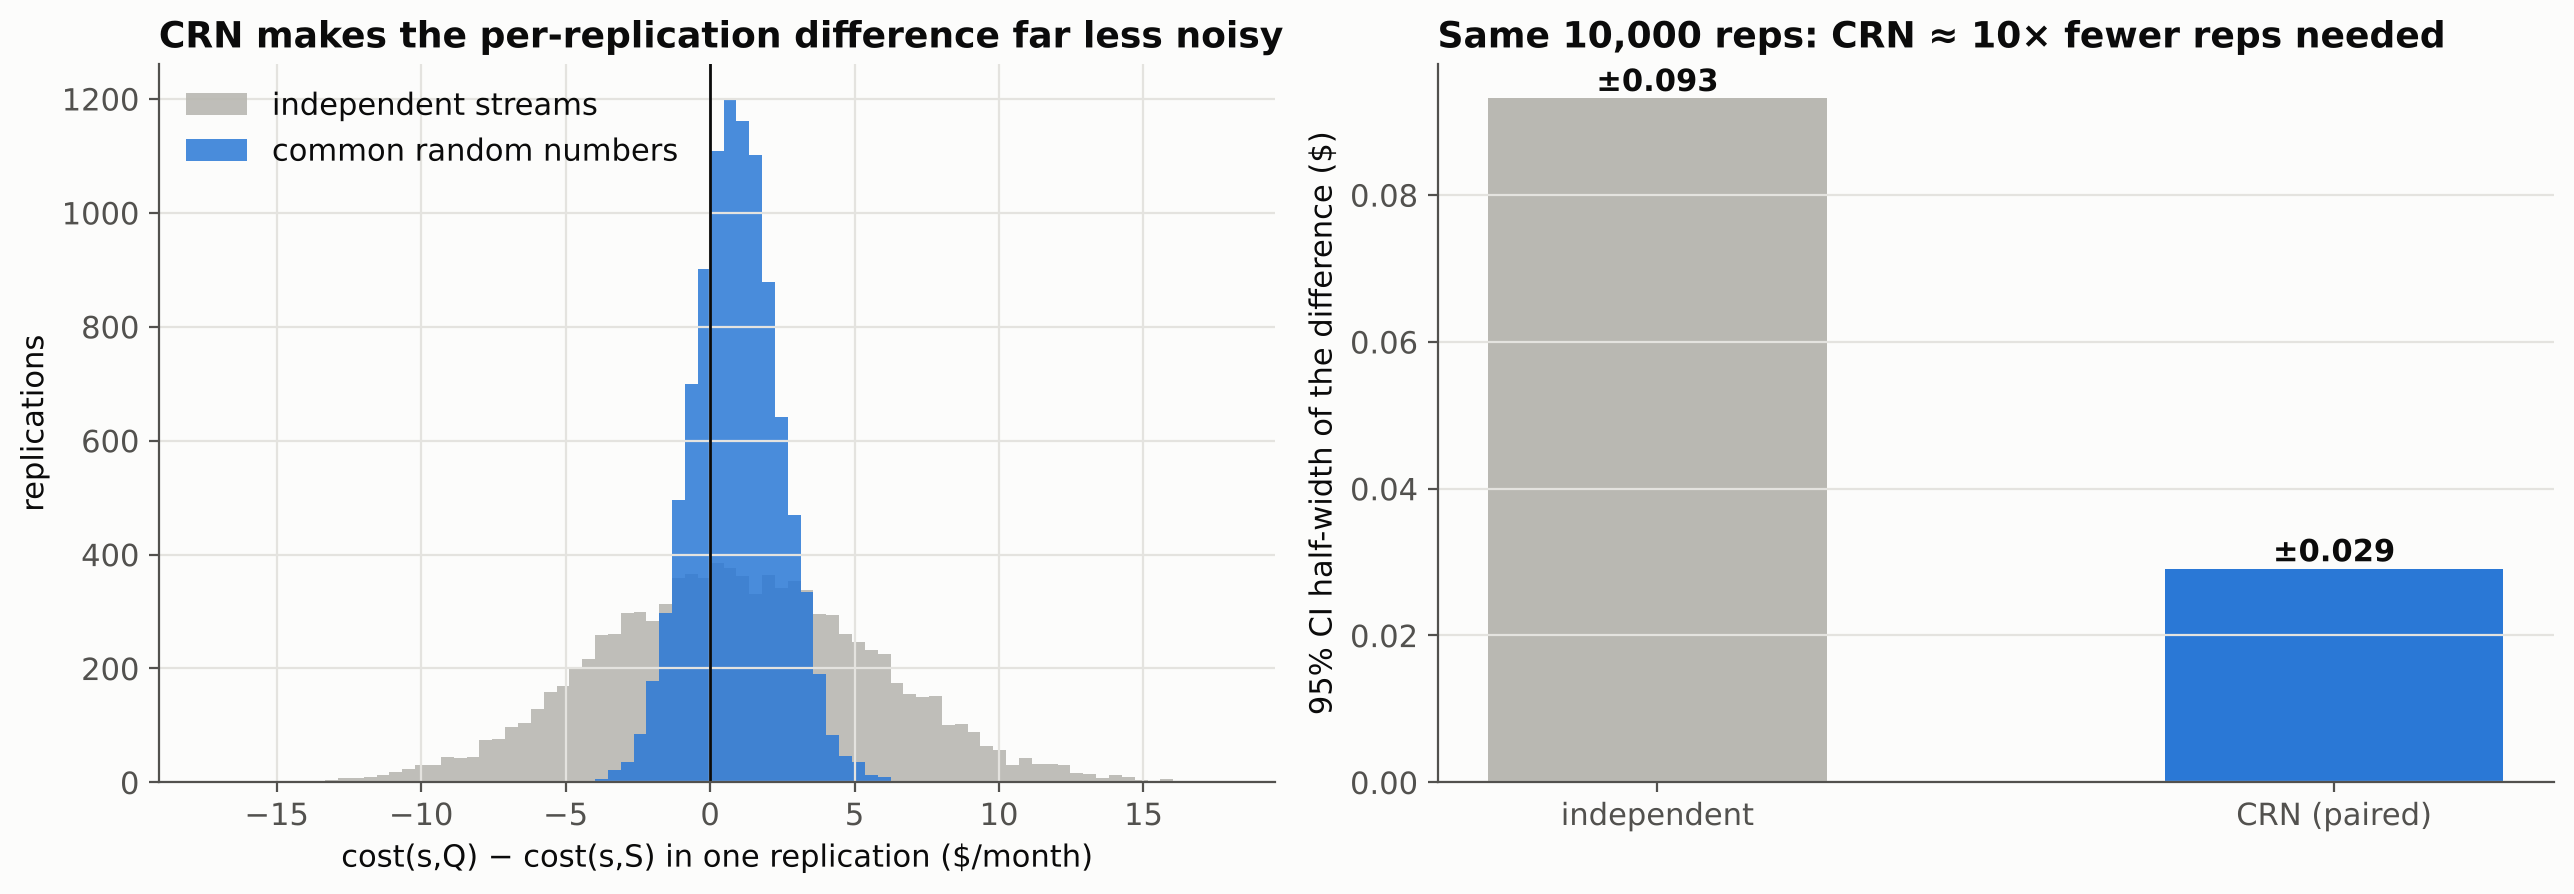 CRN makes the per-replication difference far less noisy
independent streams
common random numbers
replications
1200
1000
800
600
400
200
0
−15
−10
−5
0
5
10
15
cost(s,Q) − cost(s,S) in one replication ($/month)
Same 10,000 reps: CRN ≈ 10× fewer reps needed
95% CI half-width of the difference ($)
0.08
0.06
0.04
0.02
0.00
±0.093
±0.029
independent
CRN (paired)